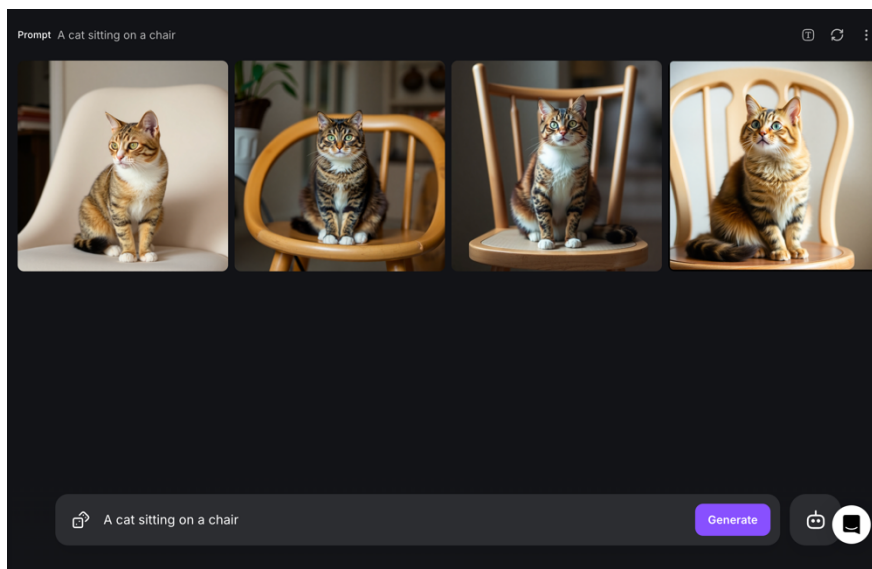 Prompt A cat sitting on a chair
A cat sitting on a chair
Generate